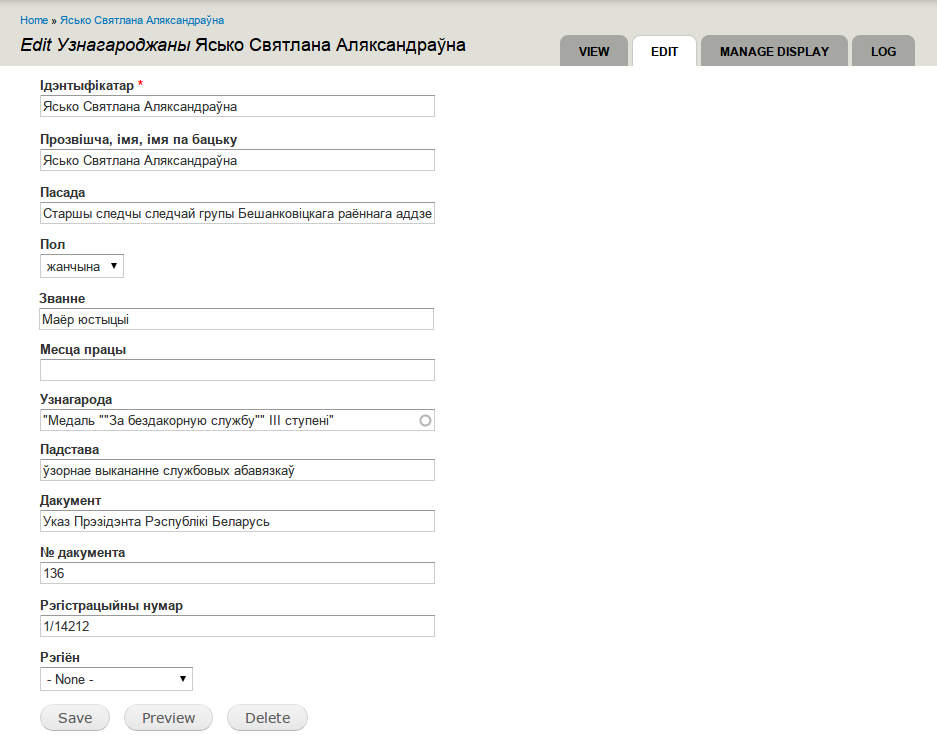 Home » Ясько Святлана Аляксандраўна
Edit Узнагароджаны Ясько Святлана Аляксандраўна
VIEW EDIT MANAGE DISPLAY LOG
Ідэнтыфікатар *
Ясько Святлана Аляксандраўна
Прозвішча, імя, імя па бацьку
Ясько Святлана Аляксандраўна
Пасада
Старшы следчы следчай групы Бешанковіцкага раённага аддзе
Пол
жанчына
Званне
Маёр юстыцыі
Месца працы
Узнагарода
"Медаль ""За бездакорную службу"" III ступені"
Падстава
ўзорнае выкананне службовых абавязкаў
Дакумент
Указ Прэзідэнта Рэспублікі Беларусь
№ дакумента
136
Рэгістрацыйны нумар
1/14212
Рэгіён
- None -
Save Preview Delete